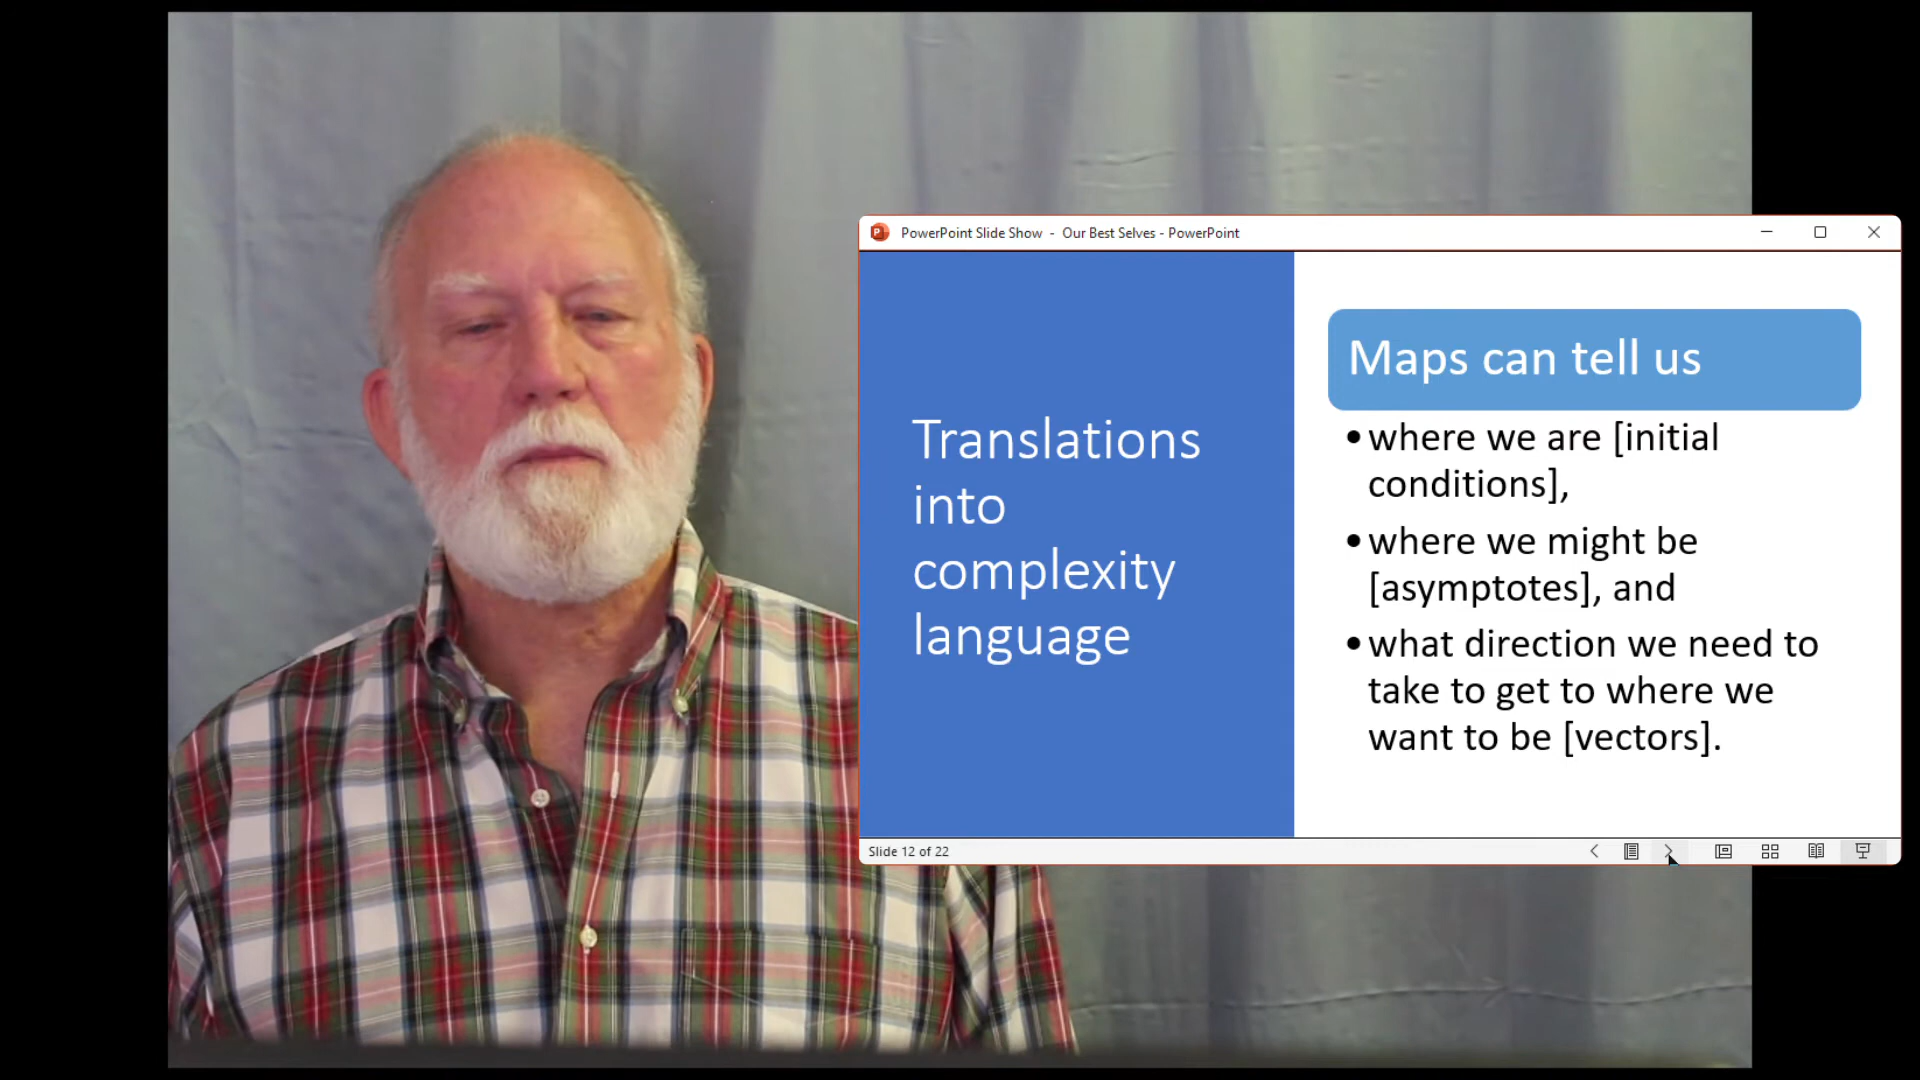 PowerPoint Slide Show - Our Best Selves - PowerPoint
Translations
into
complexity
language
Maps can tell us
•where we are [initial
conditions],
•where we might be
[asymptotes], and
•what direction we need to
take to get to where we
want to be [vectors].
Slide 12 of 22